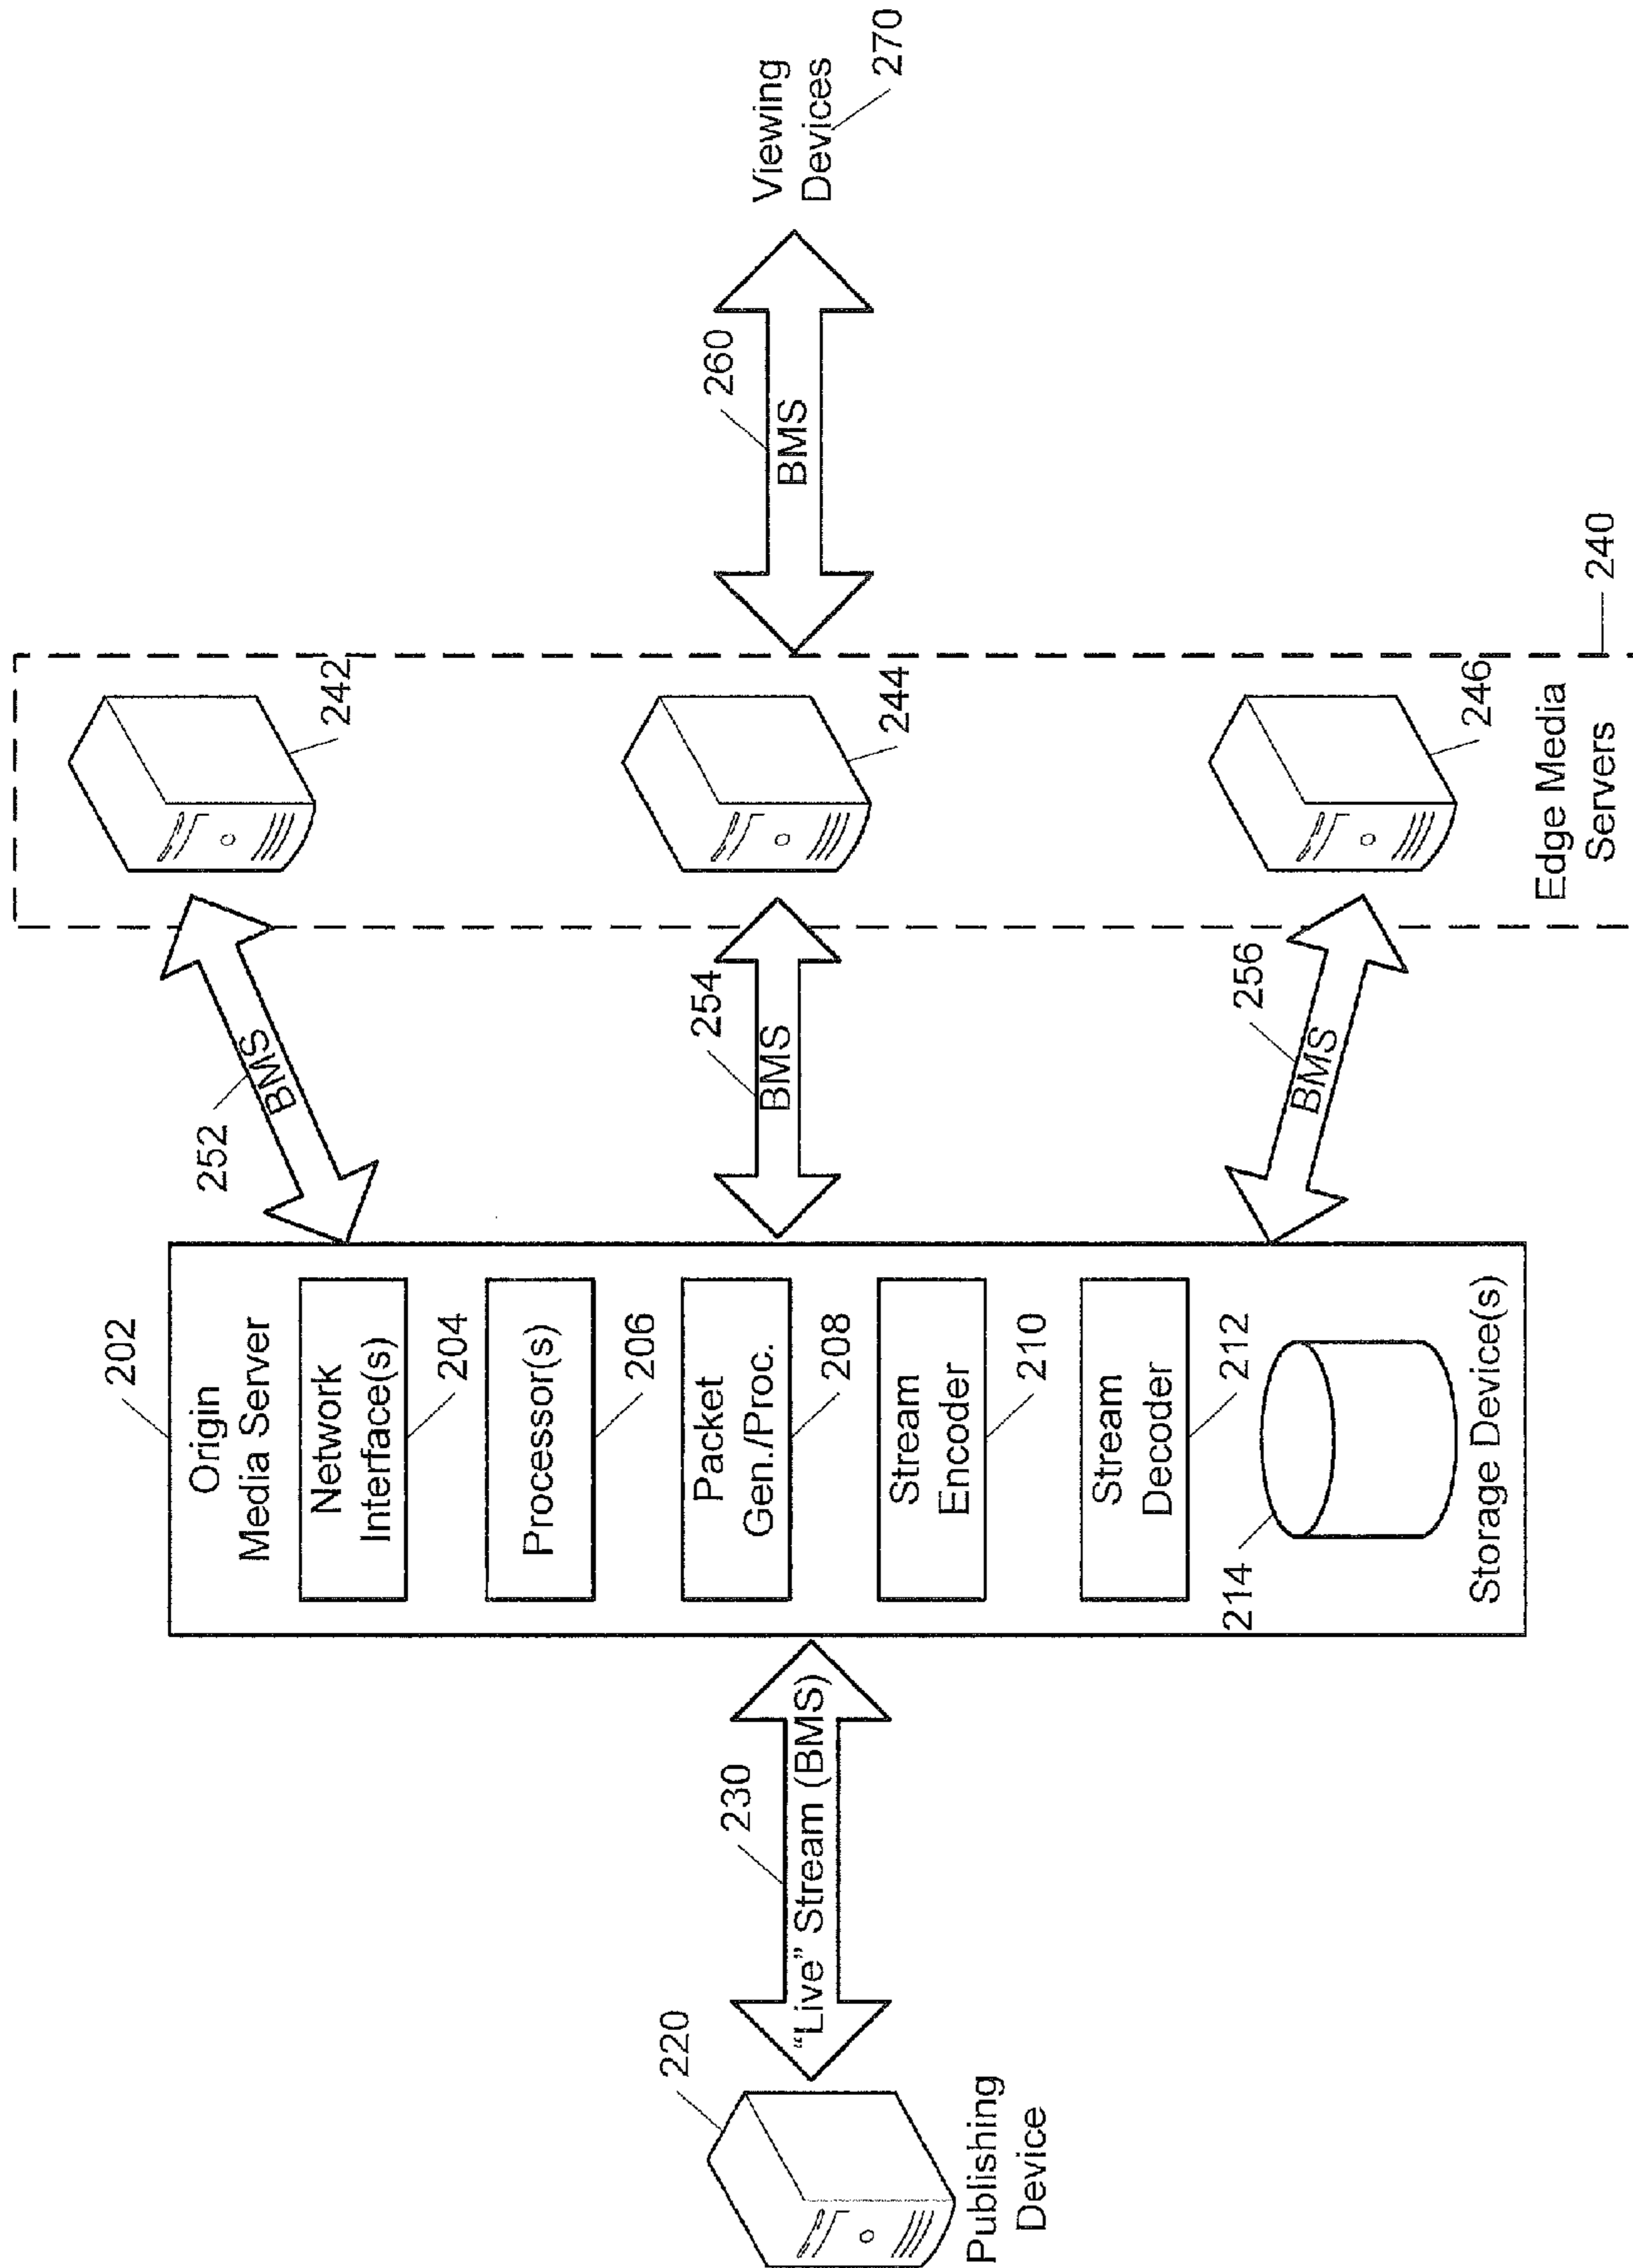 220
Publishing
Device
230
"Live" Stream (BMS)
202
Origin
Media Server
Network
Interface(s)
204
Processor(s)
206
Packet
Gen./Proc.
208
Stream
Encoder
210
Stream
Decoder
212
214
Storage Device(s)
252
BMS
254
BMS
256
BMS
242
244
246
Edge Media
Servers
240
260
BMS
Viewing
Devices
270